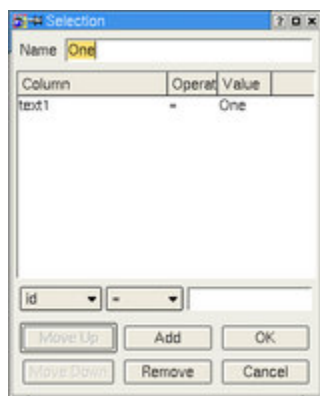 Selection
Name One
Column Operat Value
text1 = One
id =
Move Up Add OK
Move Down Remove Cancel